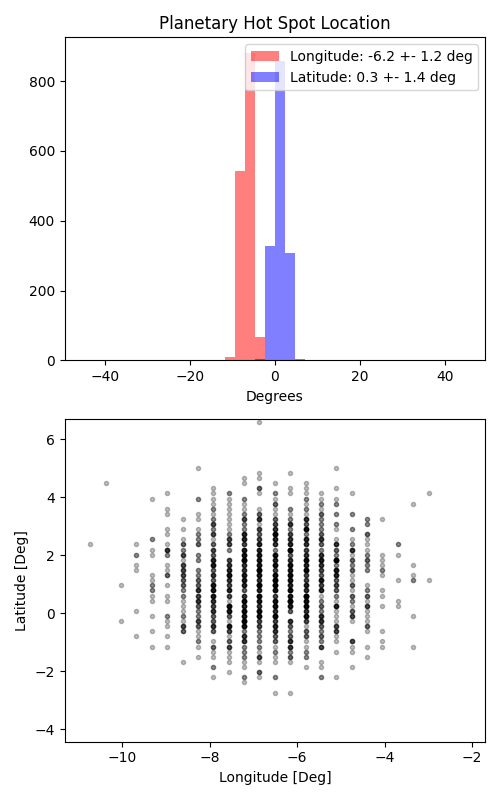 Planetary Hot Spot Location
Longitude: -6.2 +- 1.2 deg
Latitude: 0.3 +- 1.4 deg
800
600
400
200
0
−40 −20 0 20 40
Degrees
6
4
2
0
−2
−4
Latitude [Deg]
−10 −8 −6 −4 −2
Longitude [Deg]